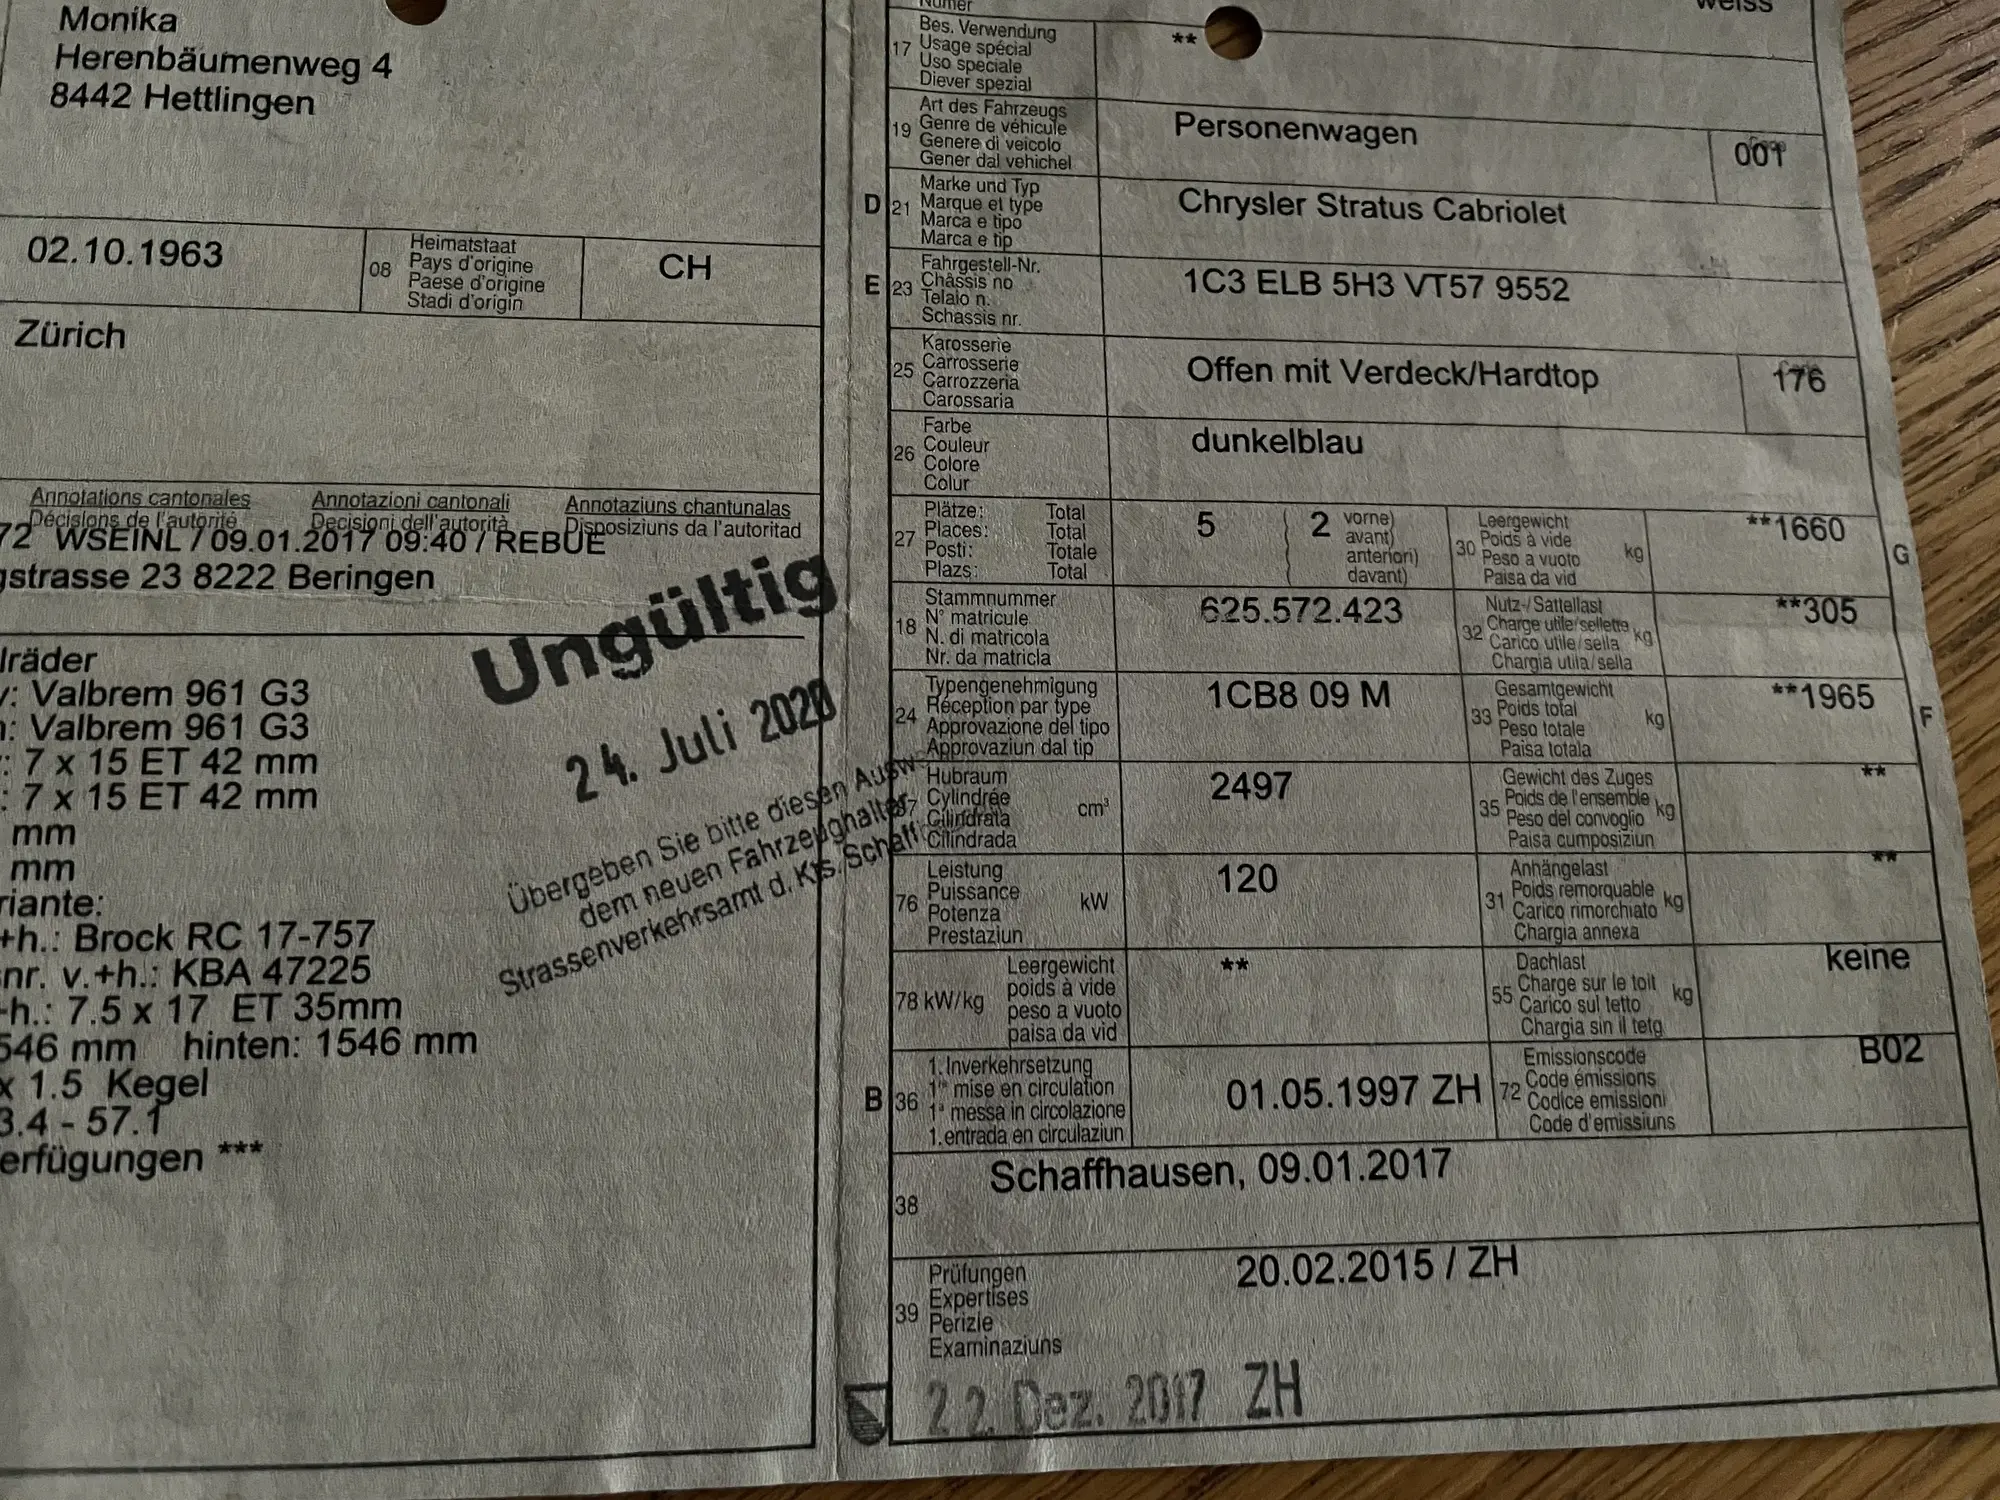 Monika
Herenbäumenweg 4
8442 Hettlingen
02.10.1963
08 Heimatstaat
Pays d'origine
Paese d'origine
Stadi d'origin
CH
Zürich
Annotations cantonales Annotazioni cantonali Annotaziuns chantunalas
Décisions de l'autorité Decisioni dell'autorità Disposiziuns da l'autoritad
72 WSEINL / 09.01.2017 09:40 / REBUE
gstrasse 23 8222 Beringen
Ungültig
24. Juli 2020
Übergeben Sie bitte diesen Ausw
dem neuen Fahrzeughalter
Strassenverkehrsamt d. Kts. Schaff
lräder
v: Valbrem 961 G3
h: Valbrem 961 G3
: 7 x 15 ET 42 mm
: 7 x 15 ET 42 mm
mm
mm
riante:
+h.: Brock RC 17-757
nr. v.+h.: KBA 47225
h.: 7.5 x 17 ET 35mm
546 mm hinten: 1546 mm
x 1.5 Kegel
3.4 - 57.1
erfügungen ***
Numer
weiss
17 Bes. Verwendung
Usage spécial
Uso speciale
Diever spezial
**
19 Art des Fahrzeugs
Genre de véhicule
Genere di veicolo
Gener dal vehichel
Personenwagen
001
D 21 Marke und Typ
Marque et type
Marca e tipo
Marca e tip
Chrysler Stratus Cabriolet
E 23 Fahrgestell-Nr.
Châssis no
Telaio n.
Schassis nr.
1C3 ELB 5H3 VT57 9552
25 Karosserie
Carrosserie
Carrozzeria
Carossaria
Offen mit Verdeck/Hardtop
176
26 Farbe
Couleur
Colore
Colur
dunkelblau
27 Plätze: Total
Places: Total
Posti: Totale
Plazs: Total
5
2 vorne)
avant)
anteriori)
davant)
30 Leergewicht
Poids à vide
Peso a vuoto
Paisa da vid
kg
**1660
G
18 Stammnummer
N° matricule
N. di matricola
Nr. da matricla
625.572.423
32 Nutz-/Sattellast
Charge utile/sellette
Carico utile/sella
Chargia utila/sella
kg
**305
24 Typengenehmigung
Réception par type
Approvazione del tipo
Approvaziun dal tip
1CB8 09 M
33 Gesamtgewicht
Poids total
Peso totale
Paisa totala
kg
**1965
F
37 Hubraum
Cylindrée
Cilindrata
Cilindrada
cm³
2497
35 Gewicht des Zuges
Poids de l'ensemble
Peso del convoglio
Paisa cumposiziun
kg
**
76 Leistung
Puissance
Potenza
Prestaziun
kW
120
31 Anhängelast
Poids remorquable
Carico rimorchiato
Chargia annexa
kg
**
78 kW/kg Leergewicht
poids à vide
peso a vuoto
paisa da vid
**
55 Dachlast
Charge sur le toit
Carico sul tetto
Chargia sin il tetg
kg
keine
B 36 1. Inverkehrsetzung
1re mise en circulation
1a messa in circolazione
1. entrada en circulaziun
01.05.1997 ZH
72 Emissionscode
Code émissions
Codice emissioni
Code d'emissiuns
B02
38 Schaffhausen, 09.01.2017
39 Prüfungen
Expertises
Perizie
Examinaziuns
20.02.2015 / ZH
22. Dez. 2017 ZH